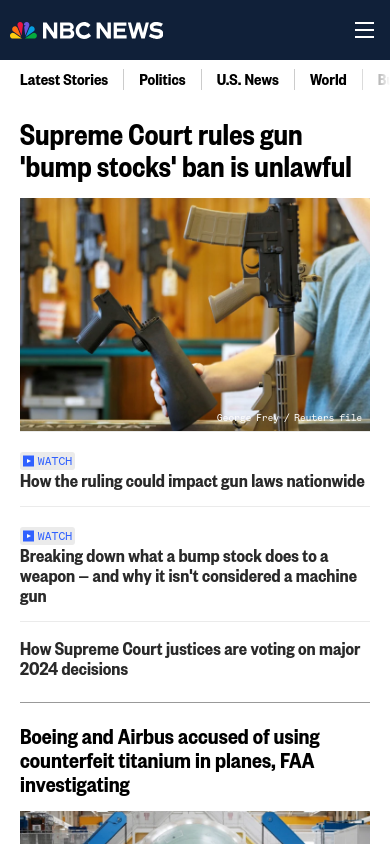 NBC NEWS
Latest Stories
Politics
U.S. News
World
Supreme Court rules gun
'bump stocks' ban is unlawful
George Frey / Reuters file
WATCH
How the ruling could impact gun laws nationwide
WATCH
Breaking down what a bump stock does to a
weapon — and why it isn't considered a machine
gun
How Supreme Court justices are voting on major
2024 decisions
Boeing and Airbus accused of using
counterfeit titanium in planes, FAA
investigating